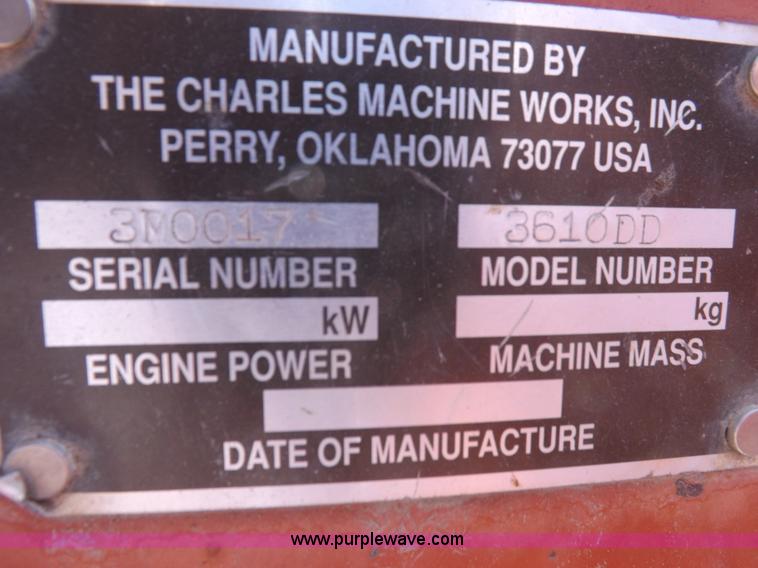 MANUFACTURED BY
THE CHARLES MACHINE WORKS, INC.
PERRY, OKLAHOMA 73077 USA
3M0017 3610DD
SERIAL NUMBER MODEL NUMBER
kW kg
ENGINE POWER MACHINE MASS
DATE OF MANUFACTURE
www.purplewave.com